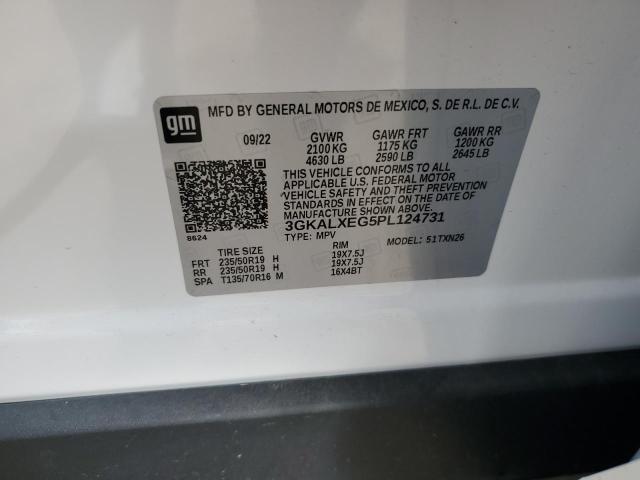 gm
MFD BY GENERAL MOTORS DE MEXICO, S. DE R.L. DE C.V.
09/22 GVWR GAWR FRT GAWR RR
2100 KG 1175 KG 1200 KG
4630 LB 2590 LB 2645 LB
THIS VEHICLE CONFORMS TO ALL
APPLICABLE U.S. FEDERAL MOTOR
VEHICLE SAFETY AND THEFT PREVENTION
STANDARDS IN EFFECT ON THE DATE OF
MANUFACTURE SHOWN ABOVE.
3GKALXEG5PL124731
8624 TYPE: MPV MODEL: 51TXN26
TIRE SIZE RIM
FRT 235/50R19 H 19X7.5J
RR 235/50R19 H 19X7.5J
SPA T135/70R16 M 16X4BT